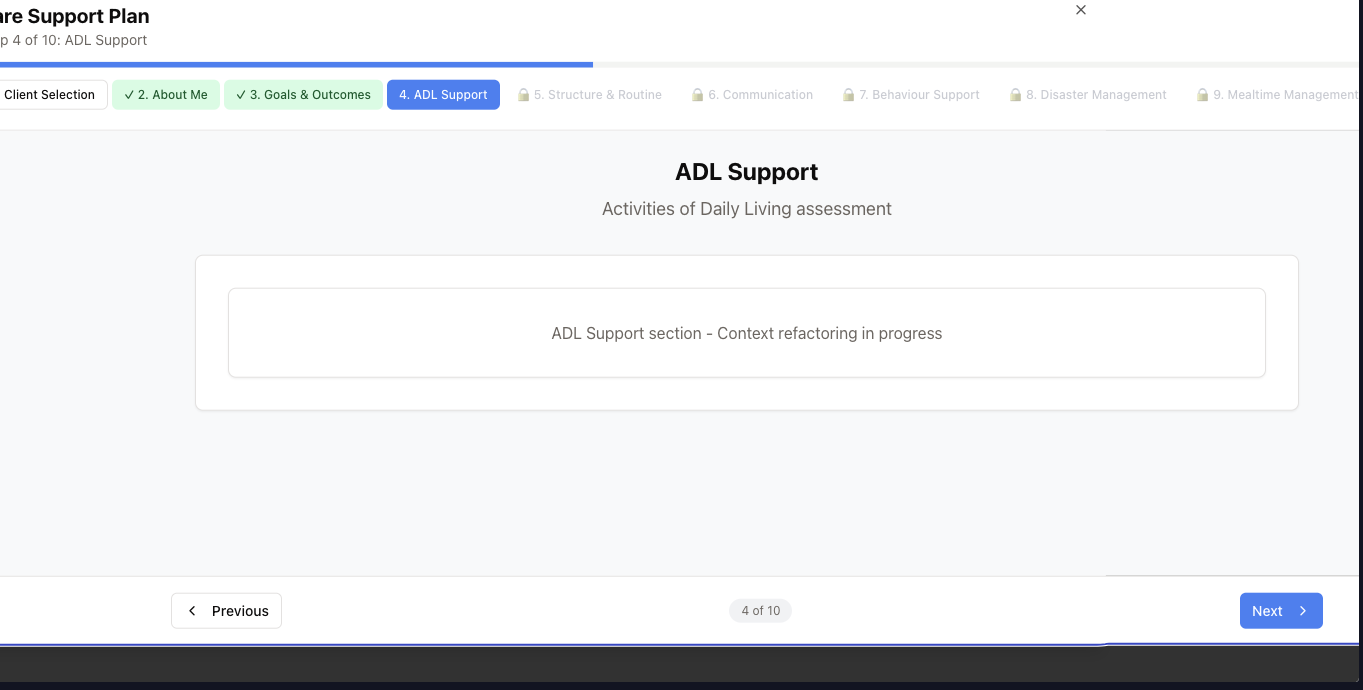 are Support Plan
p 4 of 10: ADL Support
Client Selection
✓ 2. About Me
✓ 3. Goals & Outcomes
4. ADL Support
5. Structure & Routine
6. Communication
7. Behaviour Support
8. Disaster Management
9. Mealtime Management
ADL Support
Activities of Daily Living assessment
ADL Support section - Context refactoring in progress
Previous
4 of 10
Next